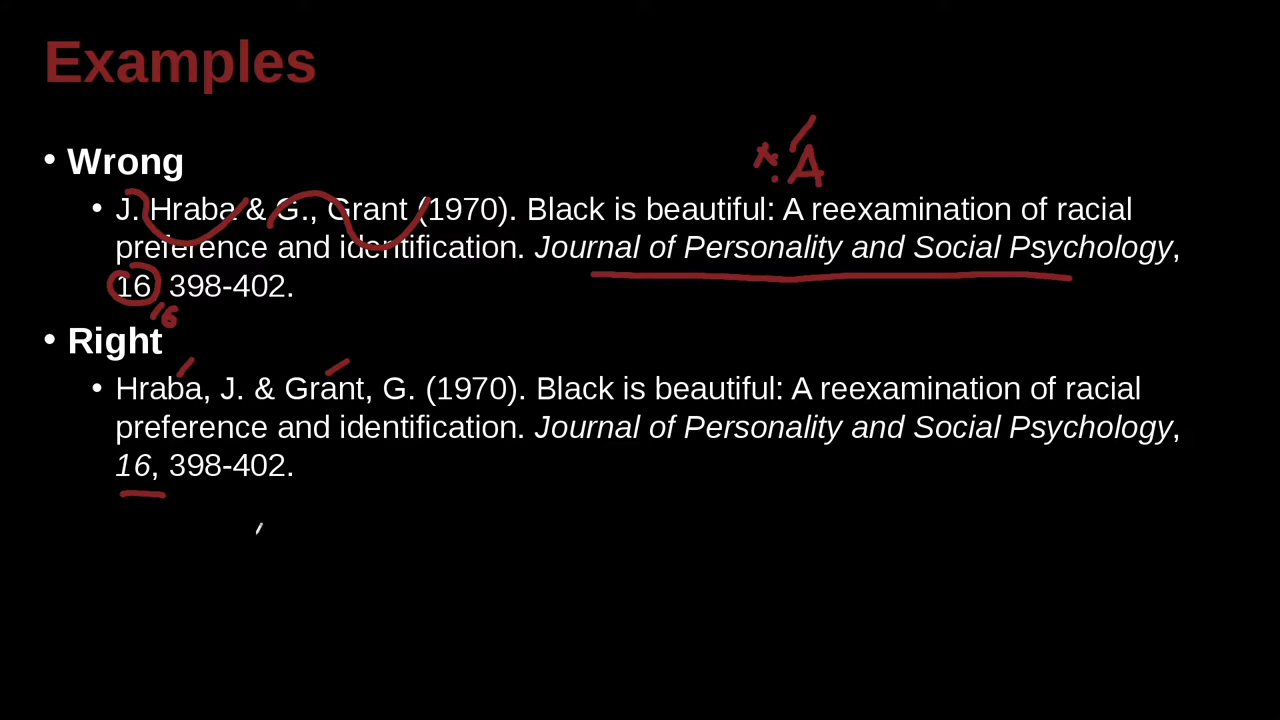 Examples
x: A
• Wrong
• J. Hraba & G., Grant (1970). Black is beautiful: A reexamination of racial
preference and identification. Journal of Personality and Social Psychology,
16, 398-402.
16
• Right
• Hraba, J. & Grant, G. (1970). Black is beautiful: A reexamination of racial
preference and identification. Journal of Personality and Social Psychology,
16, 398-402.